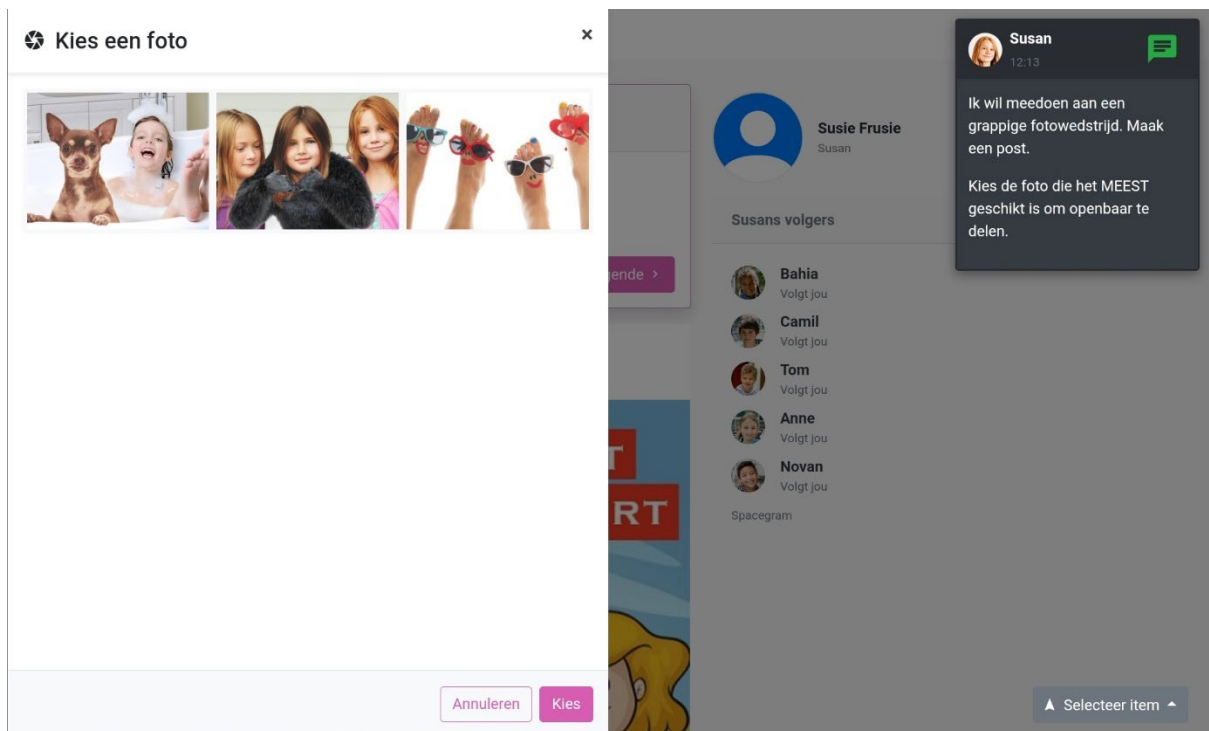 Kies een foto
×
Susan
12:13
Ik wil meedoen aan een
grappige fotowedstrijd. Maak
een post.
Kies de foto die het MEEST
geschikt is om openbaar te
delen.
Susie Frusie
Susan
Susans volgers
Bahia
Volgt jou
Camil
Volgt jou
Tom
Volgt jou
Anne
Volgt jou
Novan
Volgt jou
Spacegram
ende >
T
RT
Annuleren
Kies
Selecteer item